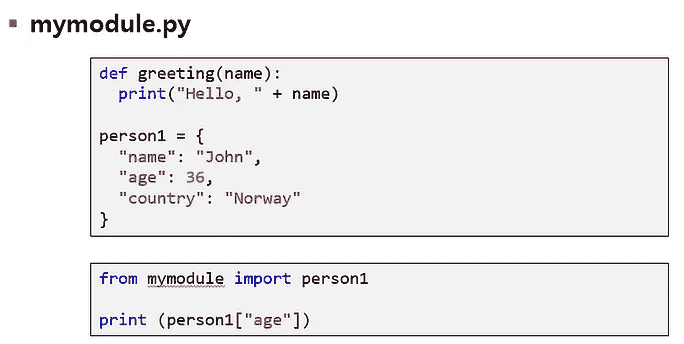 mymodule.py
def greeting(name):
  print("Hello, " + name)
person1 = {
  "name": "John",
  "age": 36,
  "country": "Norway"
}
from mymodule import person1
print (person1["age"])